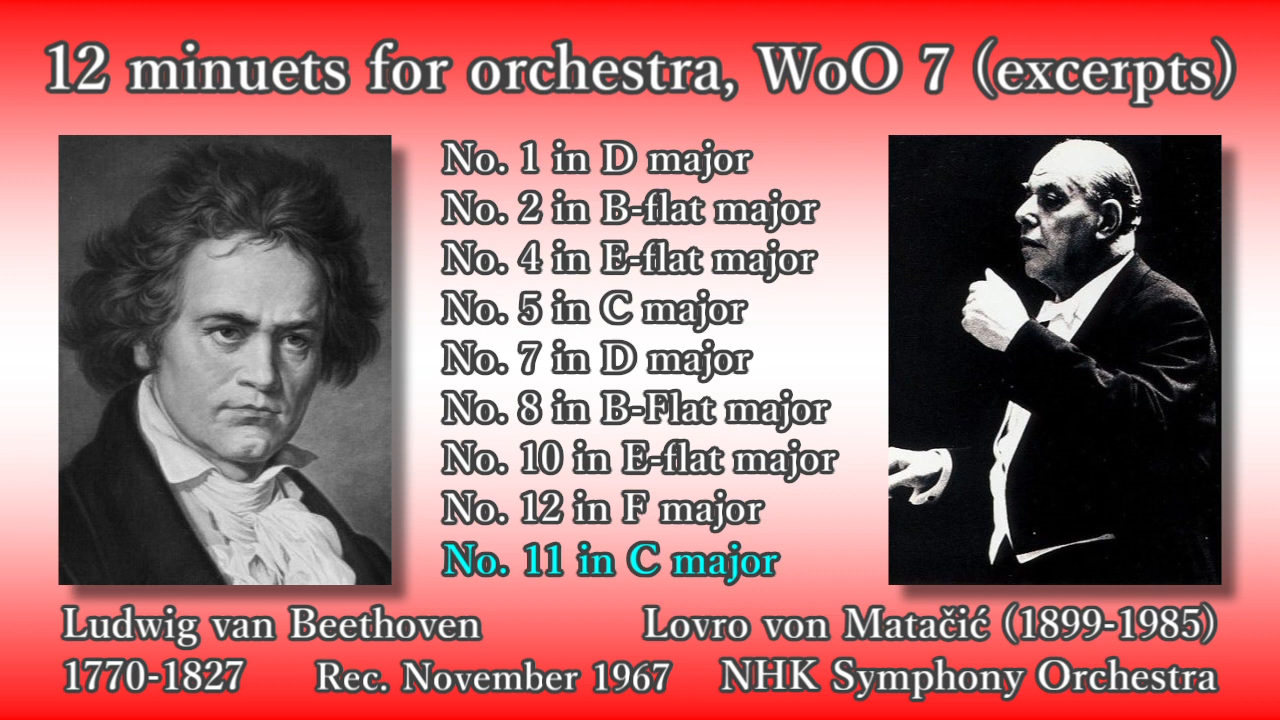 12 minuets for orchestra, WoO 7 (excerpts)
No. 1 in D major
No. 2 in B-flat major
No. 4 in E-flat major
No. 5 in C major
No. 7 in D major
No. 8 in B-Flat major
No. 10 in E-flat major
No. 12 in F major
No. 11 in C major
Ludwig van Beethoven
1770-1827
Rec. November 1967
Lovro von Matačić (1899-1985)
NHK Symphony Orchestra